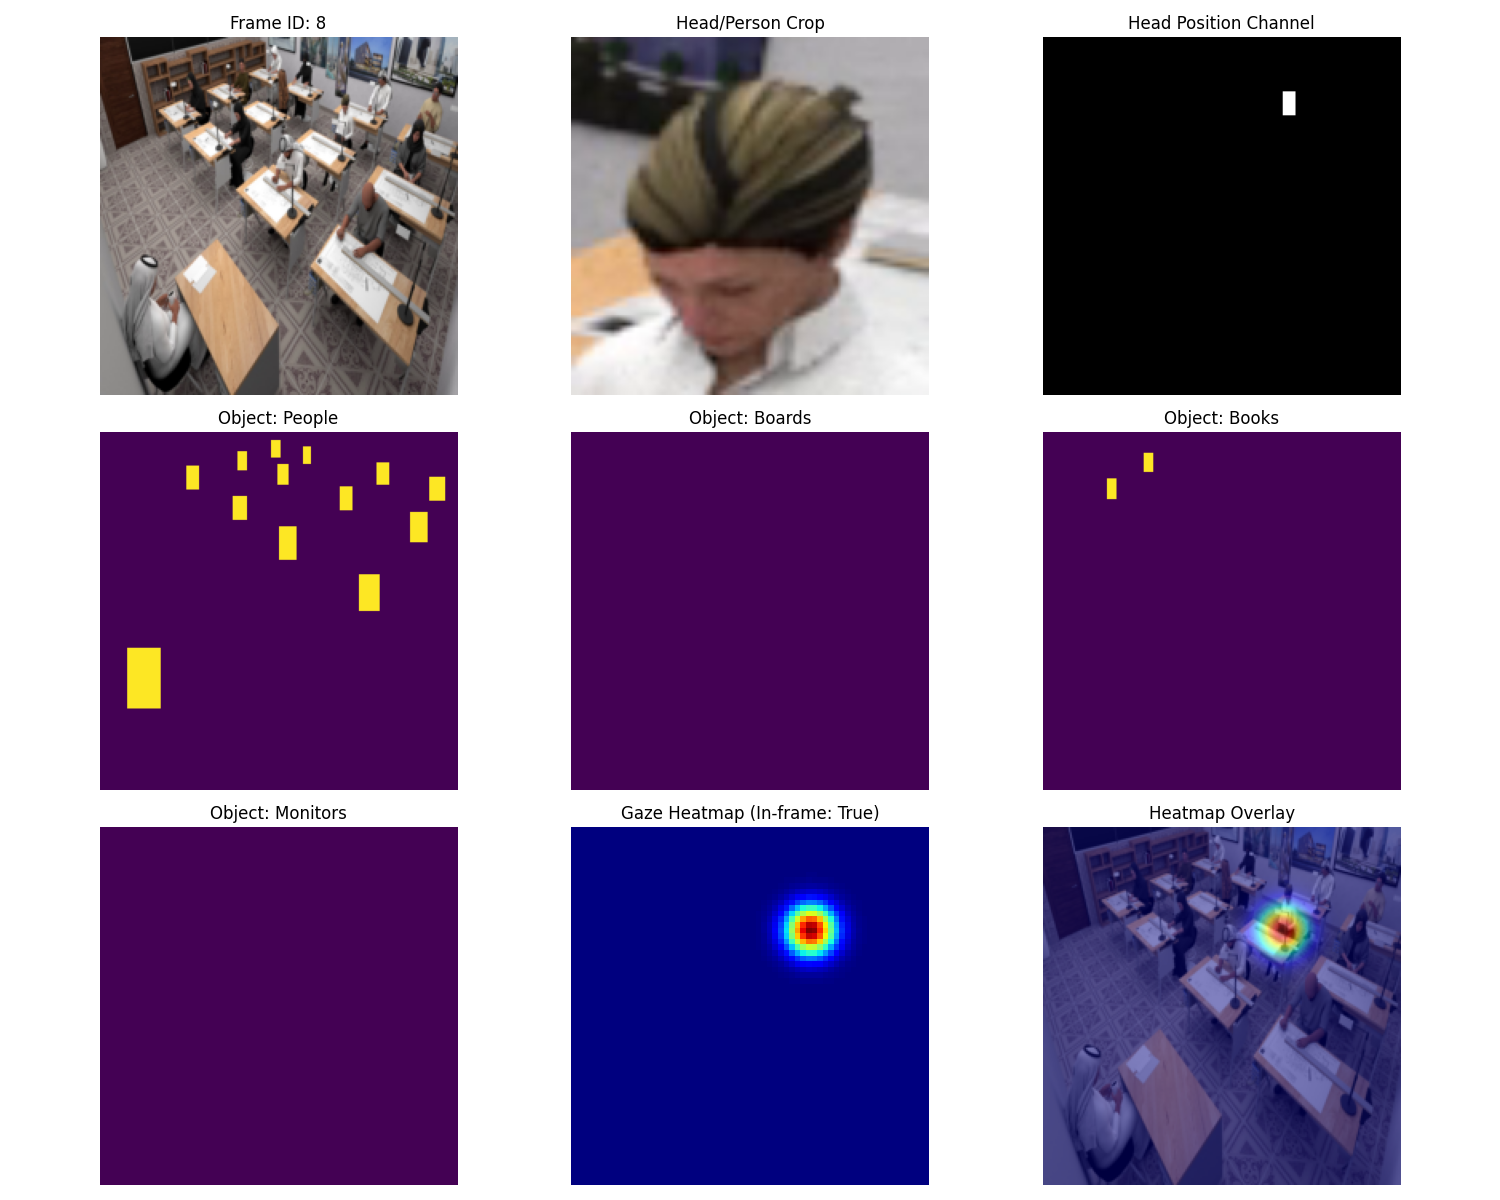 Frame ID: 8
Head/Person Crop
Head Position Channel
Object: People
Object: Boards
Object: Books
Object: Monitors
Gaze Heatmap (In-frame: True)
Heatmap Overlay